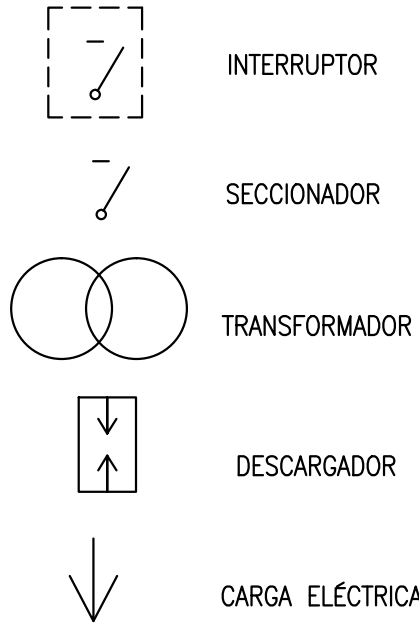 INTERRUPTOR
SECCIONADOR
TRANSFORMADOR
DESCARGADOR
CARGA ELÉCTRICA